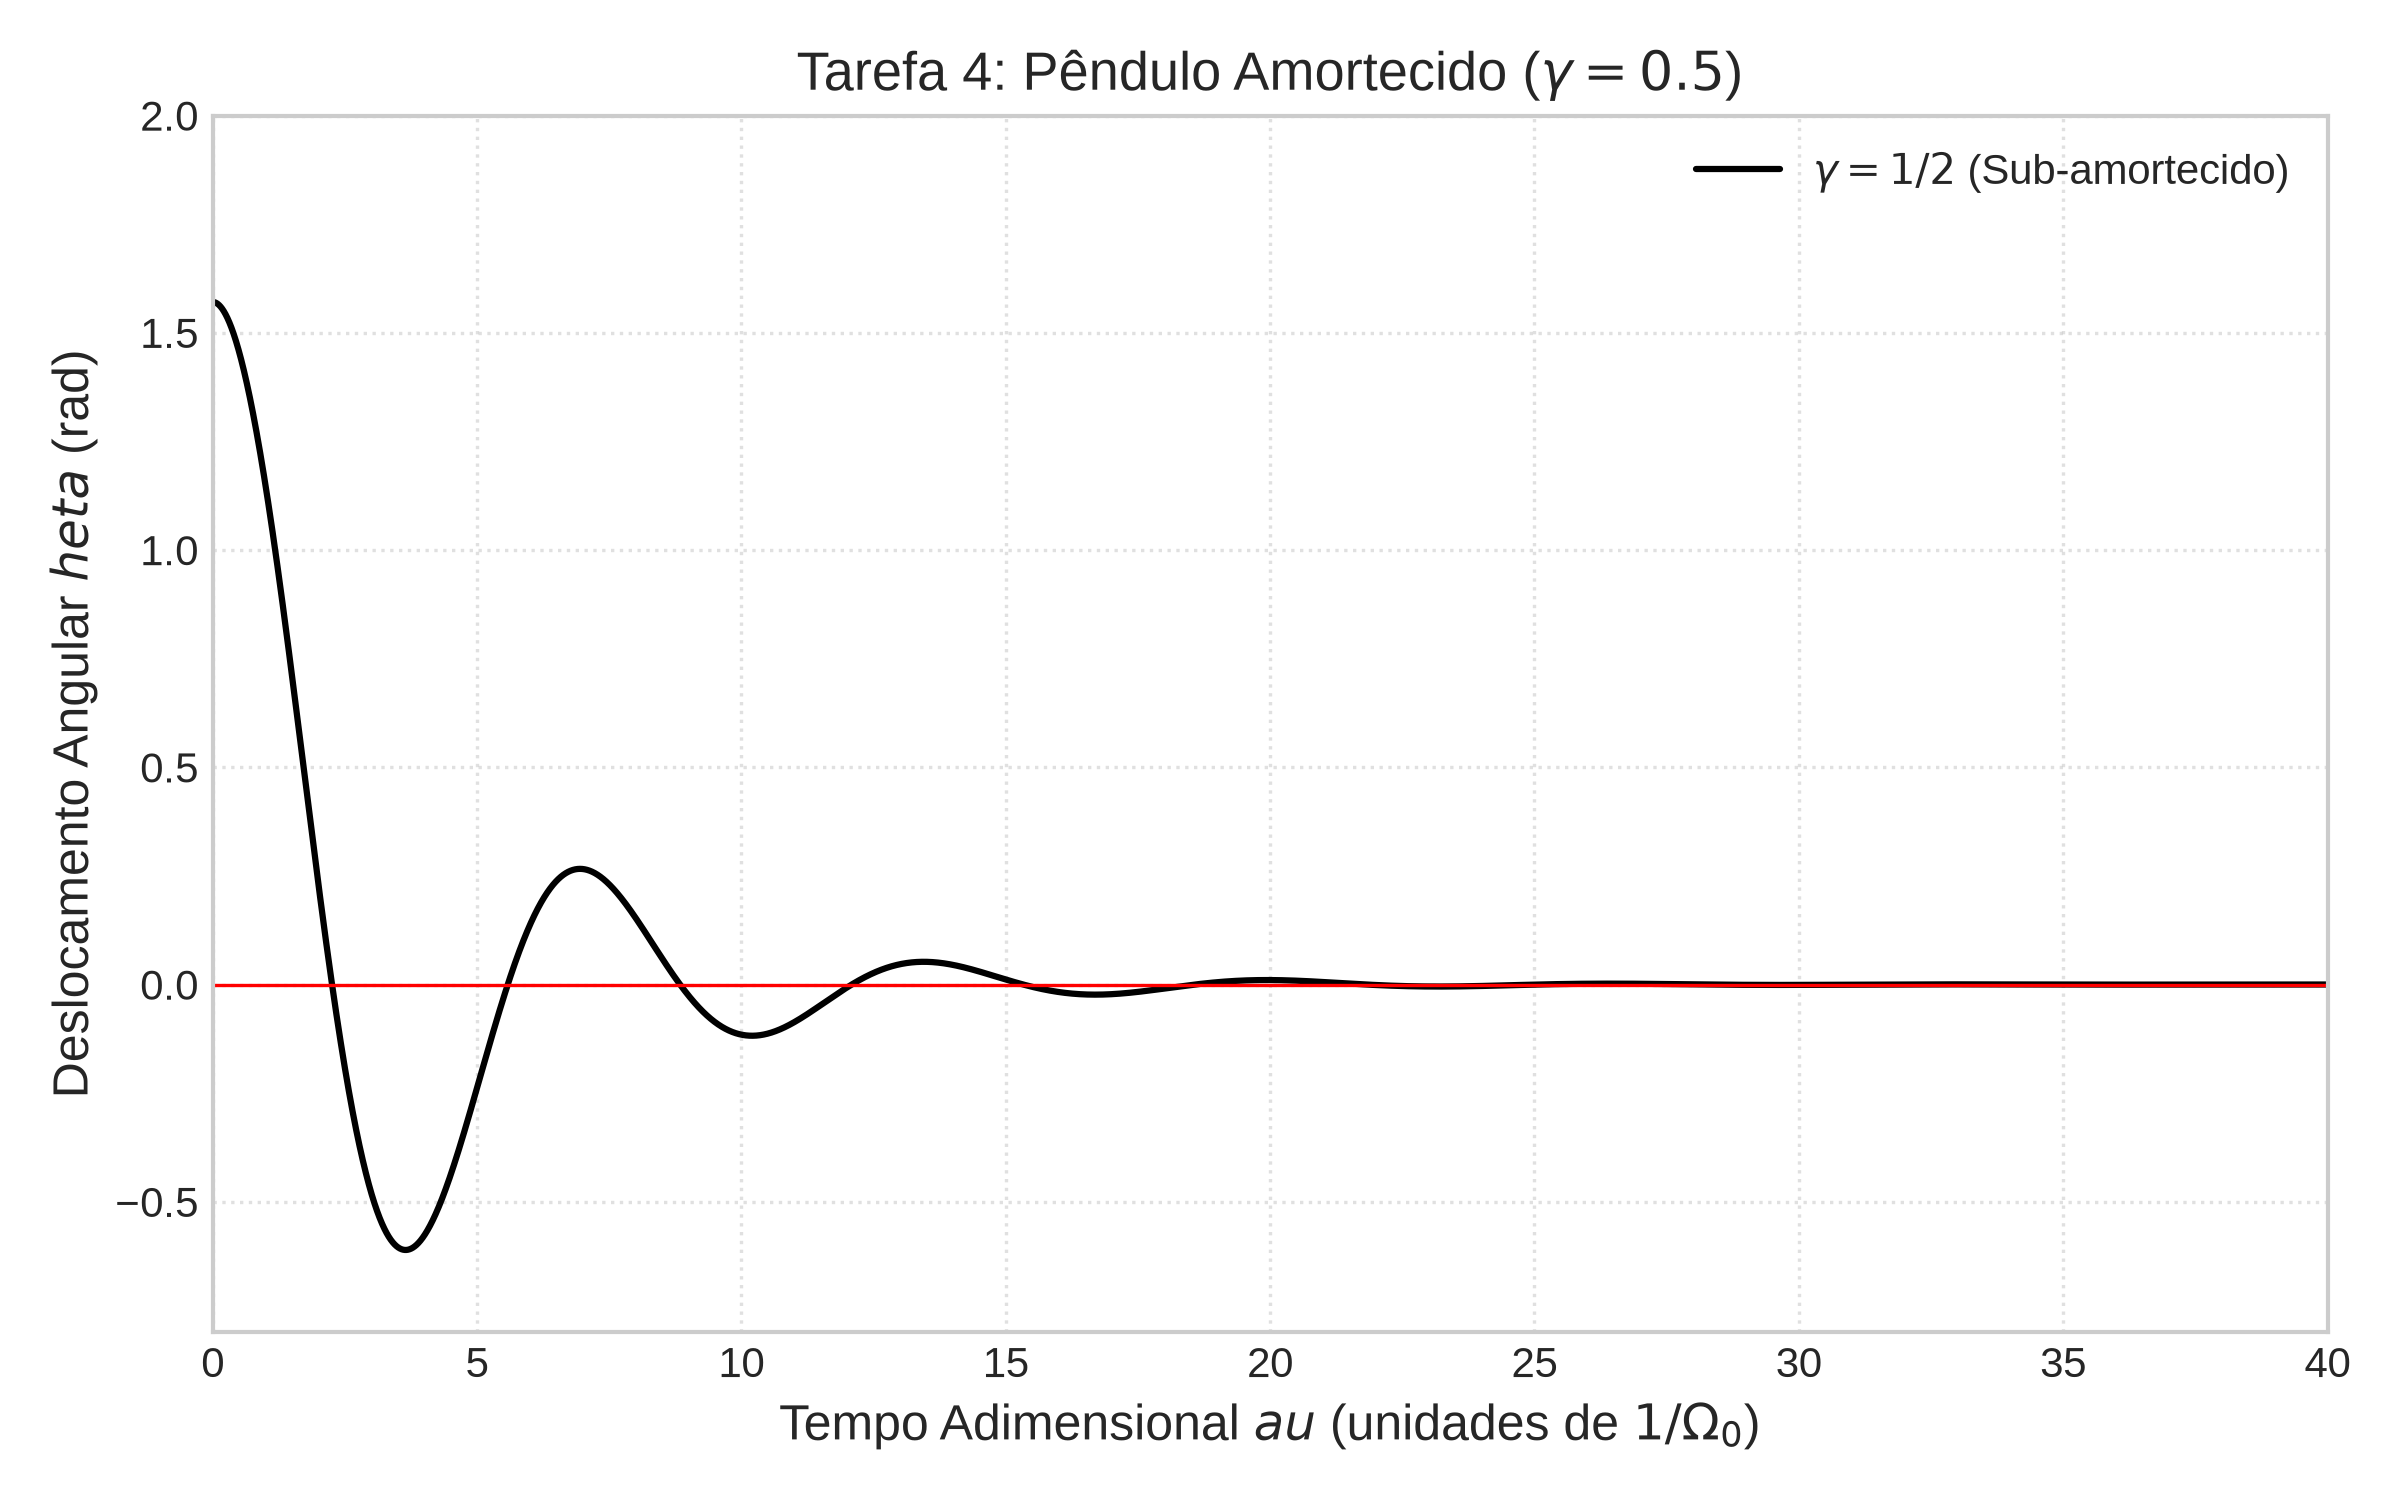 Tarefa 4: Pêndulo Amortecido (γ = 0.5)
γ = 1/2 (Sub-amortecido)
Deslocamento Angular heta (rad)
2.0
1.5
1.0
0.5
0.0
−0.5
0 5 10 15 20 25 30 35 40
Tempo Adimensional au (unidades de 1/Ω₀)